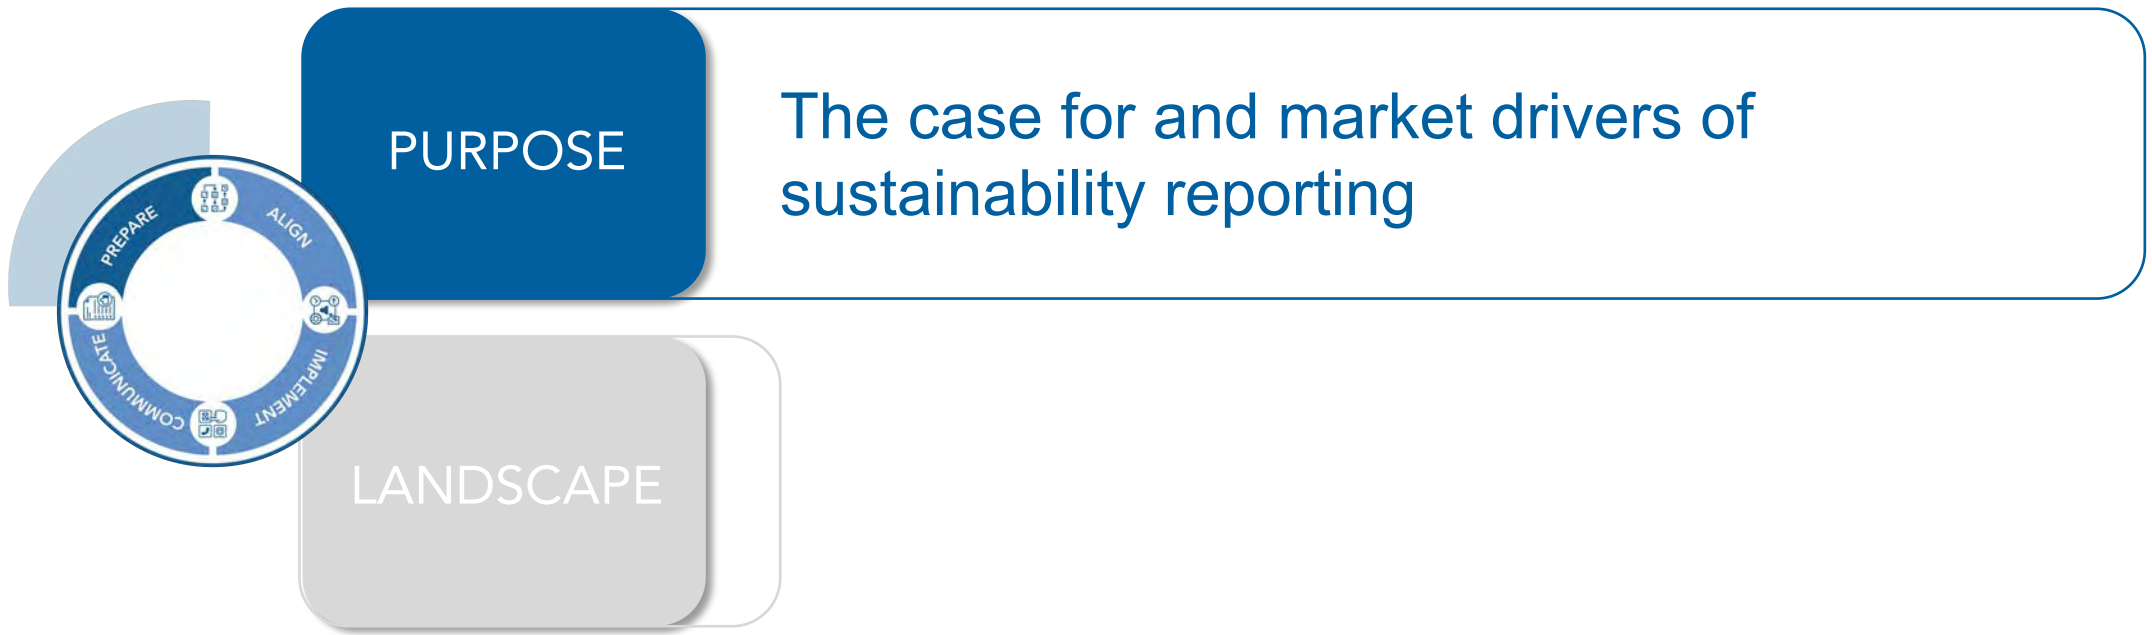 PURPOSE
The case for and market drivers of
sustainability reporting
PREPARE
ALIGN
IMPLEMENT
COMMUNICATE
LANDSCAPE